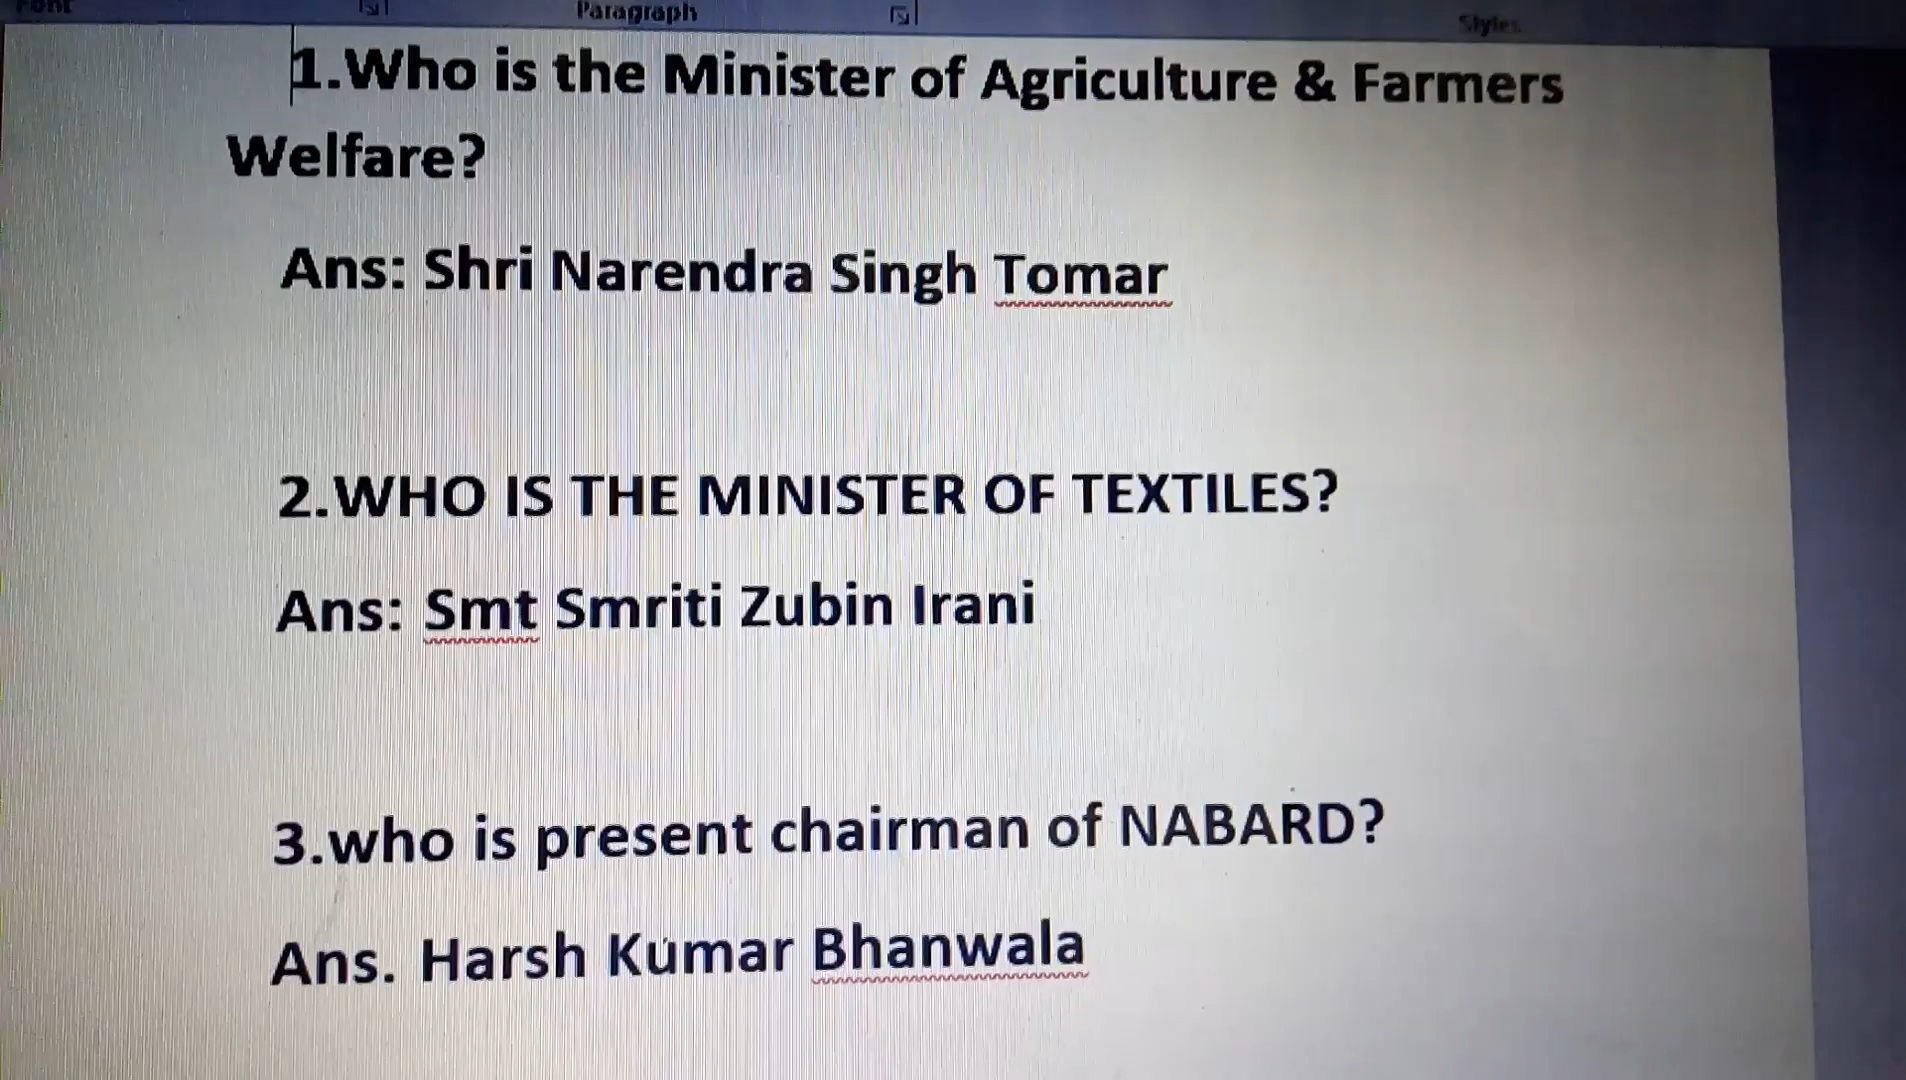 Font
Paragraph
Styles
1.Who is the Minister of Agriculture & Farmers
Welfare?
Ans: Shri Narendra Singh Tomar
2.WHO IS THE MINISTER OF TEXTILES?
Ans: Smt Smriti Zubin Irani
3.who is present chairman of NABARD?
Ans. Harsh Kumar Bhanwala